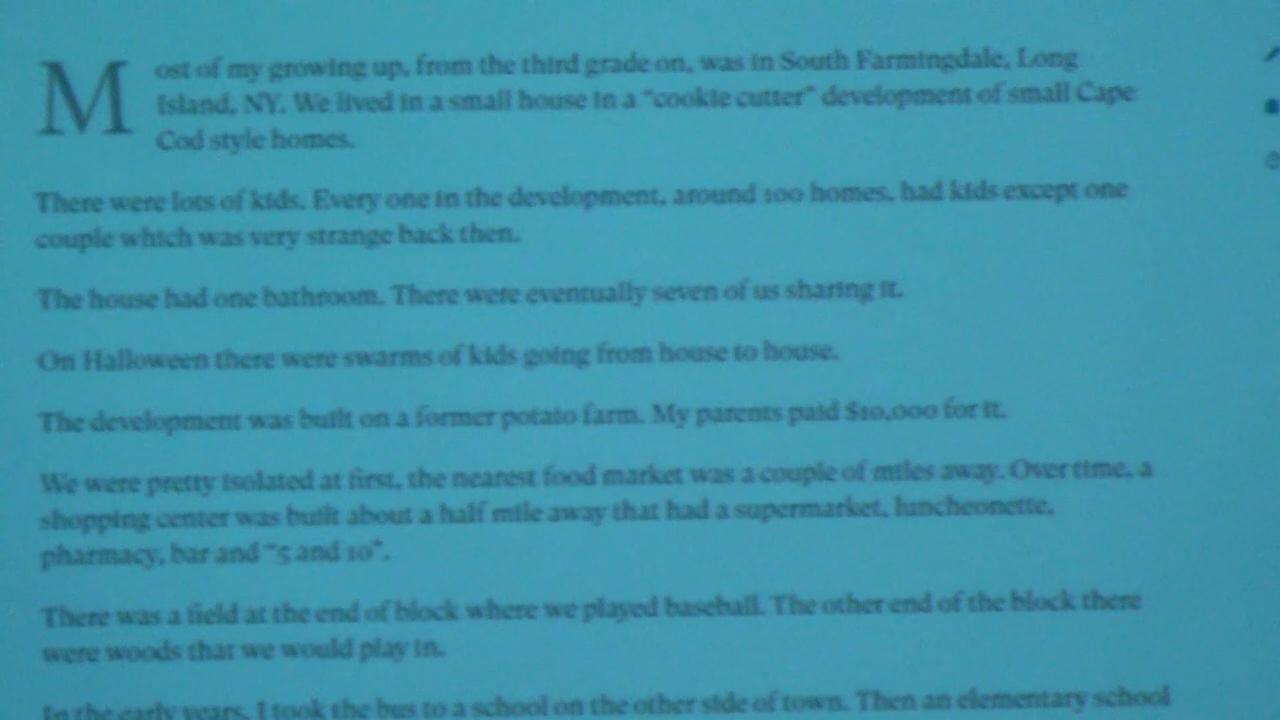 Most of my growing up, from the third grade on, was in South Farmingdale, Long
Island, NY. We lived in a small house in a "cookie cutter" development of small Cape
Cod style homes.
There were lots of kids. Every one in the development, around 100 homes, had kids except one
couple which was very strange back then.
The house had one bathroom. There were eventually seven of us sharing it.
On Halloween there were swarms of kids going from house to house.
The development was built on a former potato farm. My parents paid $10,000 for it.
We were pretty isolated at first, the nearest food market was a couple of miles away. Over time, a
shopping center was built about a half mile away that had a supermarket, luncheonette,
pharmacy, bar and "5 and 10".
There was a field at the end of block where we played baseball. The other end of the block there
were woods that we would play in.
In the early years, I took the bus to a school on the other side of town. Then an elementary school